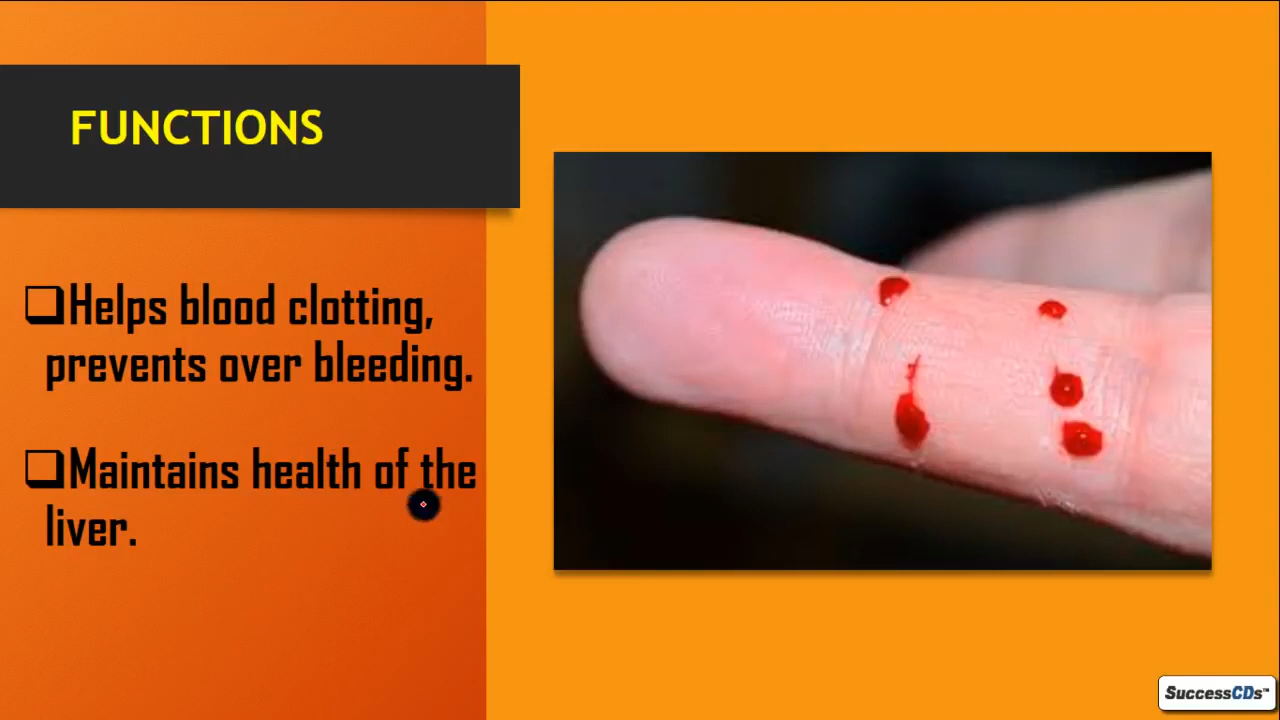 FUNCTIONS
❑Helps blood clotting,
prevents over bleeding.
❑Maintains health of the
liver.
SuccessCDs™